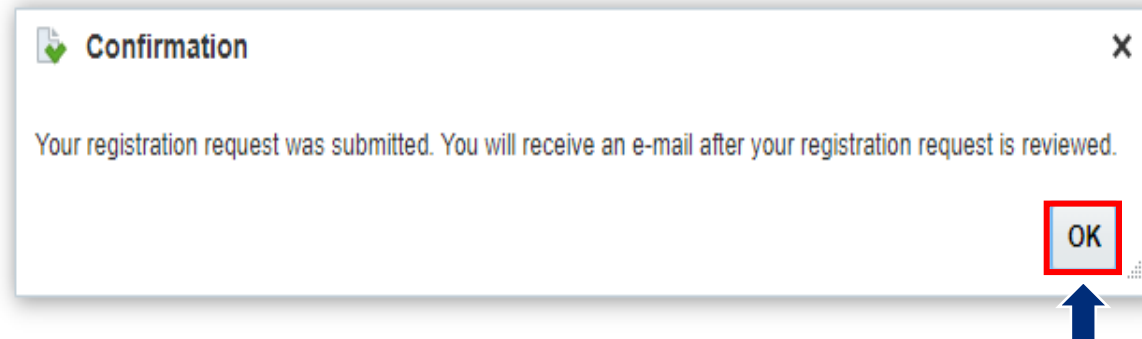 Confirmation
Your registration request was submitted. You will receive an e-mail after your registration request is reviewed.
OK